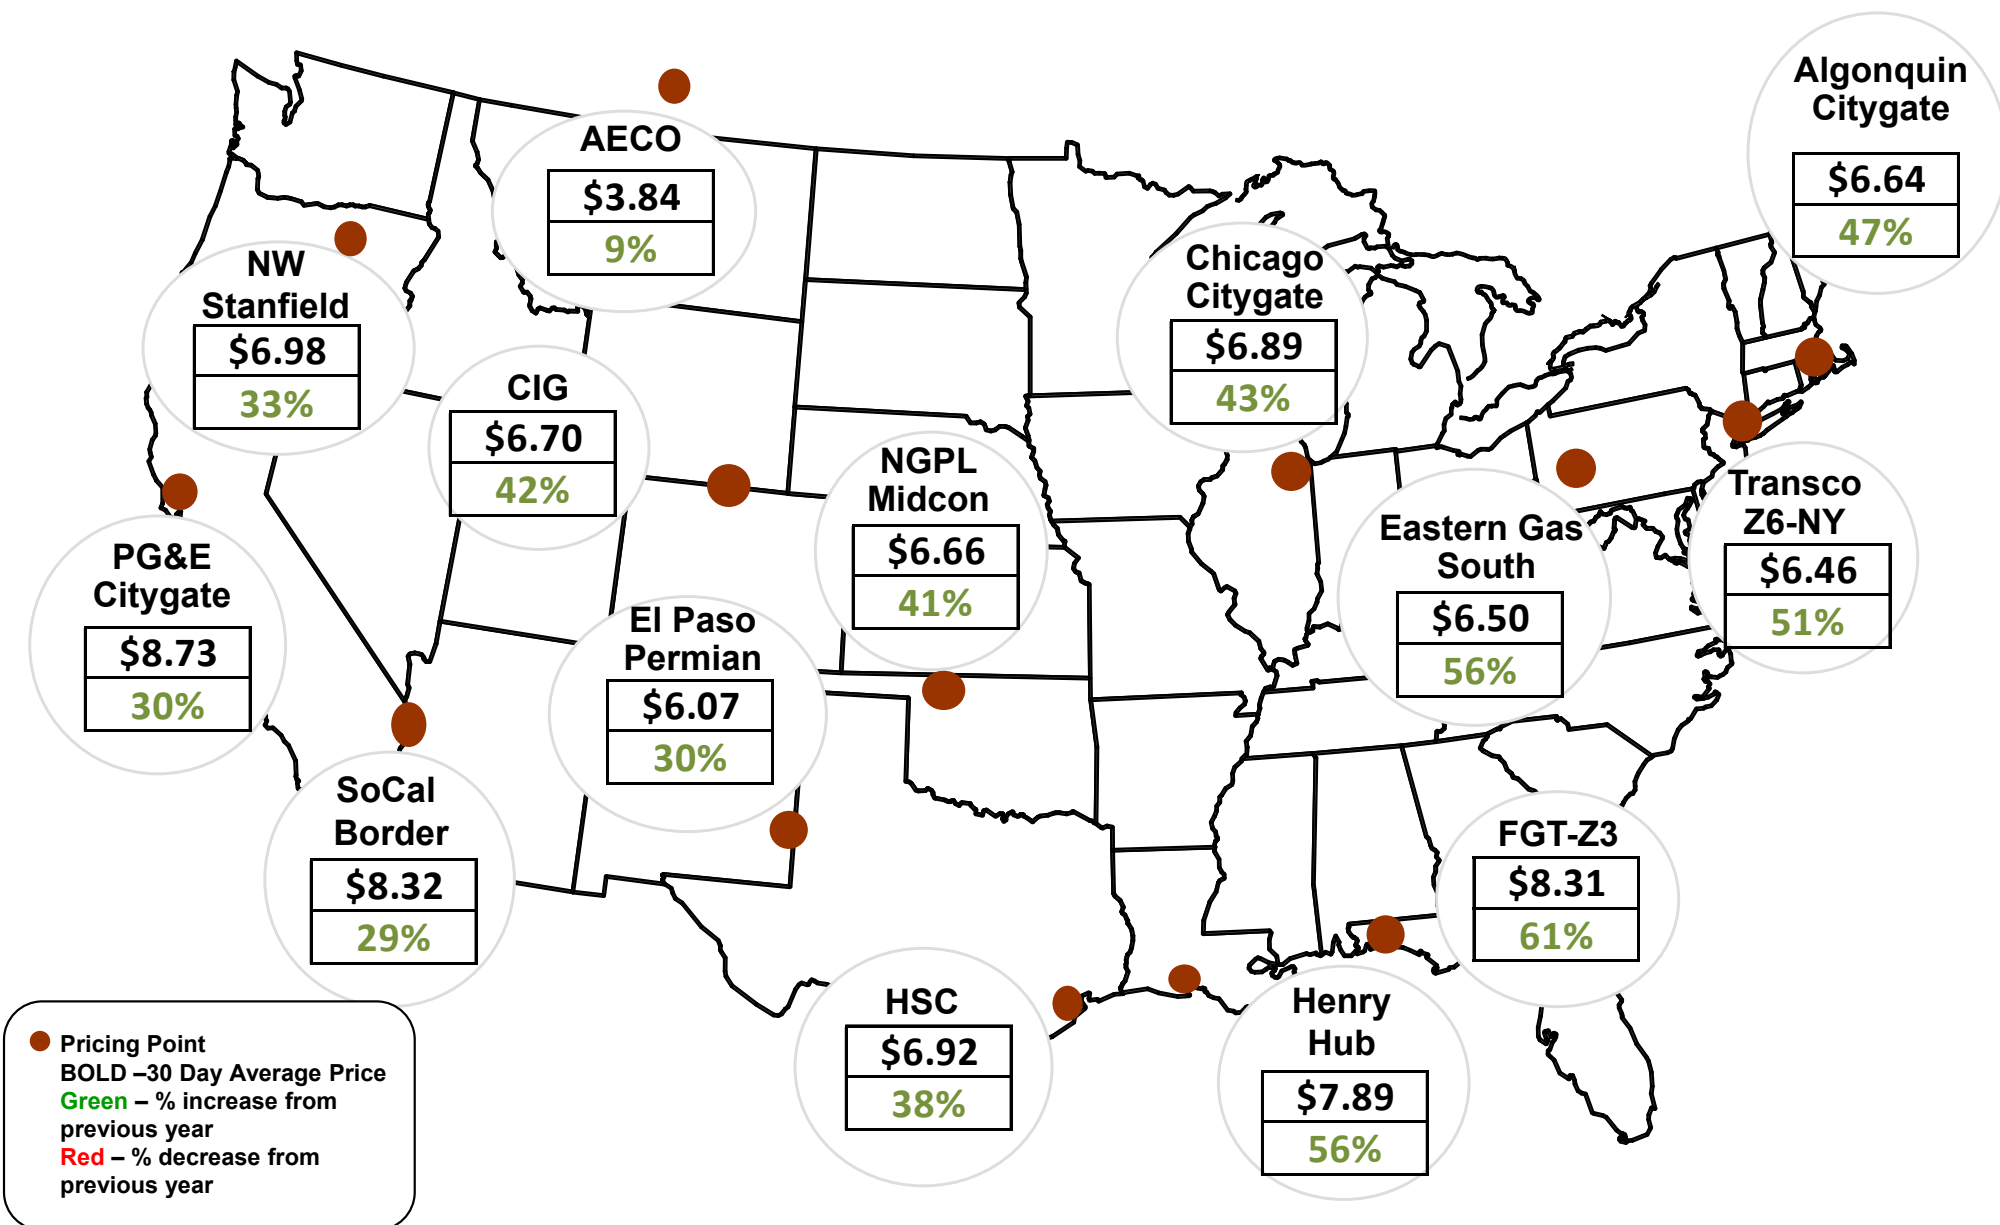 Algonquin
Citygate
$6.64
47%
AECO
$3.84
9%
NW
Stanfield
$6.98
33%
Chicago
Citygate
$6.89
43%
CIG
$6.70
42%
NGPL
Midcon
$6.66
41%
Eastern Gas
South
$6.50
56%
Transco
Z6-NY
$6.46
51%
PG&E
Citygate
$8.73
30%
El Paso
Permian
$6.07
30%
SoCal
Border
$8.32
29%
FGT-Z3
$8.31
61%
HSC
$6.92
38%
Henry
Hub
$7.89
56%
Pricing Point
BOLD –30 Day Average Price
Green – % increase from
previous year
Red – % decrease from
previous year